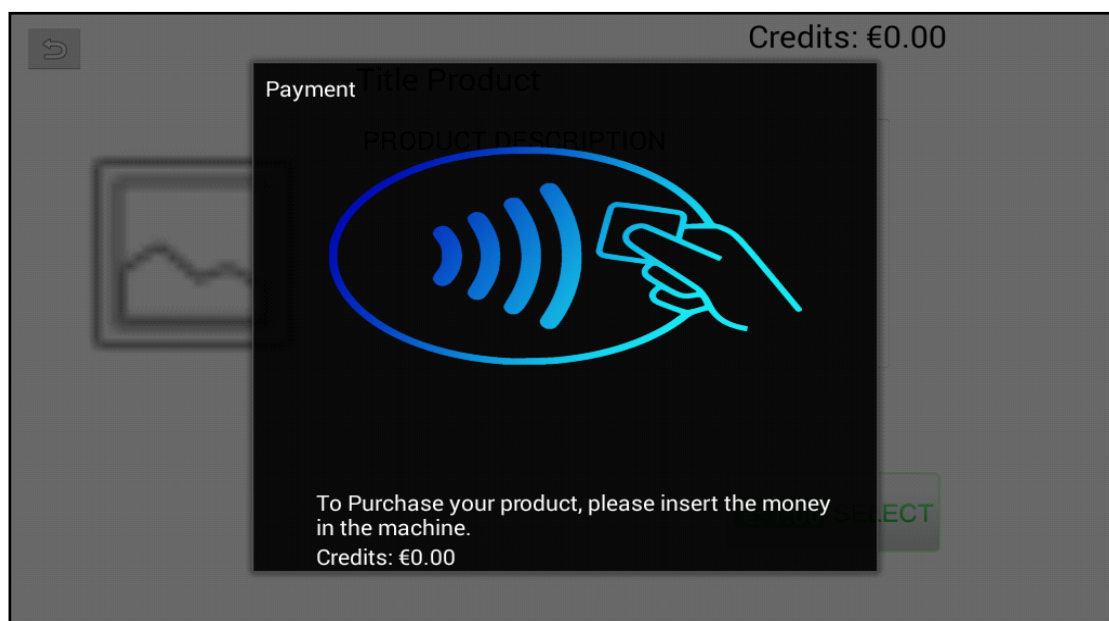 Credits: €0.00
Title Product
Payment
PRODUCT DESCRIPTION
To Purchase your product, please insert the money
in the machine.
SELECT
Credits: €0.00